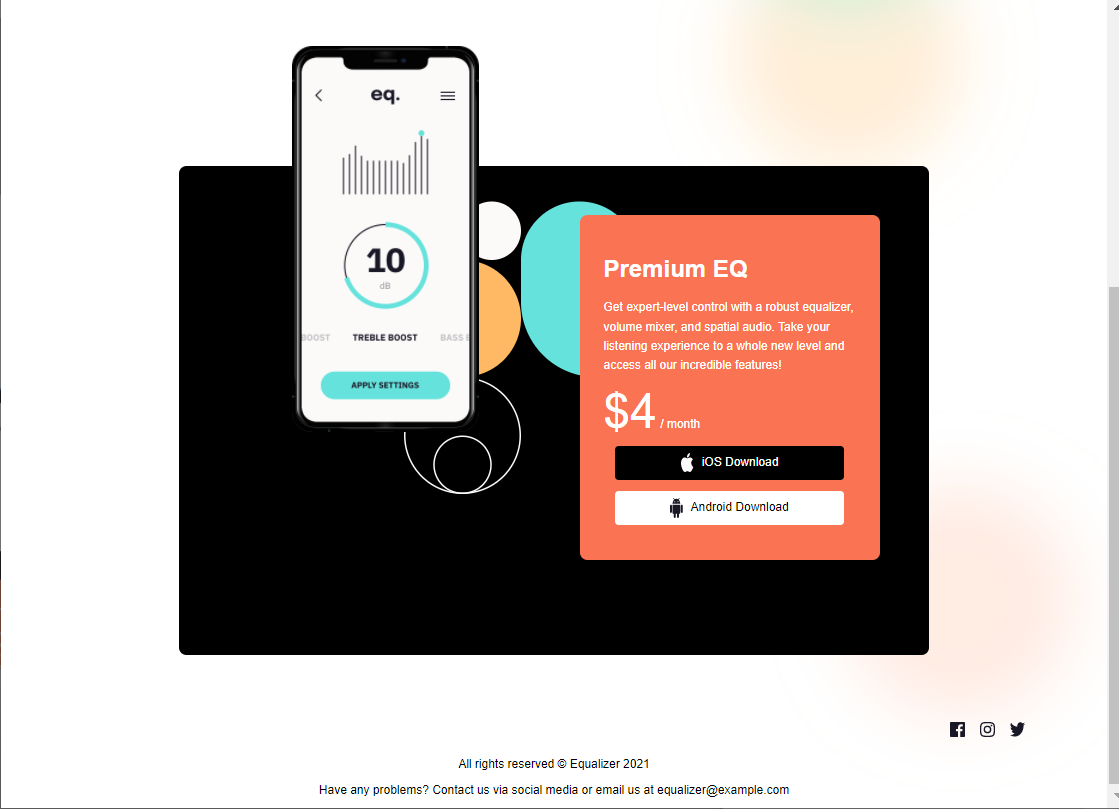 eq.
10
dB
BOOST
TREBLE BOOST
BASS
APPLY SETTINGS
Premium EQ
Get expert-level control with a robust equalizer,
volume mixer, and spatial audio. Take your
listening experience to a whole new level and
access all our incredible features!
$4 / month
iOS Download
Android Download
All rights reserved © Equalizer 2021
Have any problems? Contact us via social media or email us at equalizer@example.com